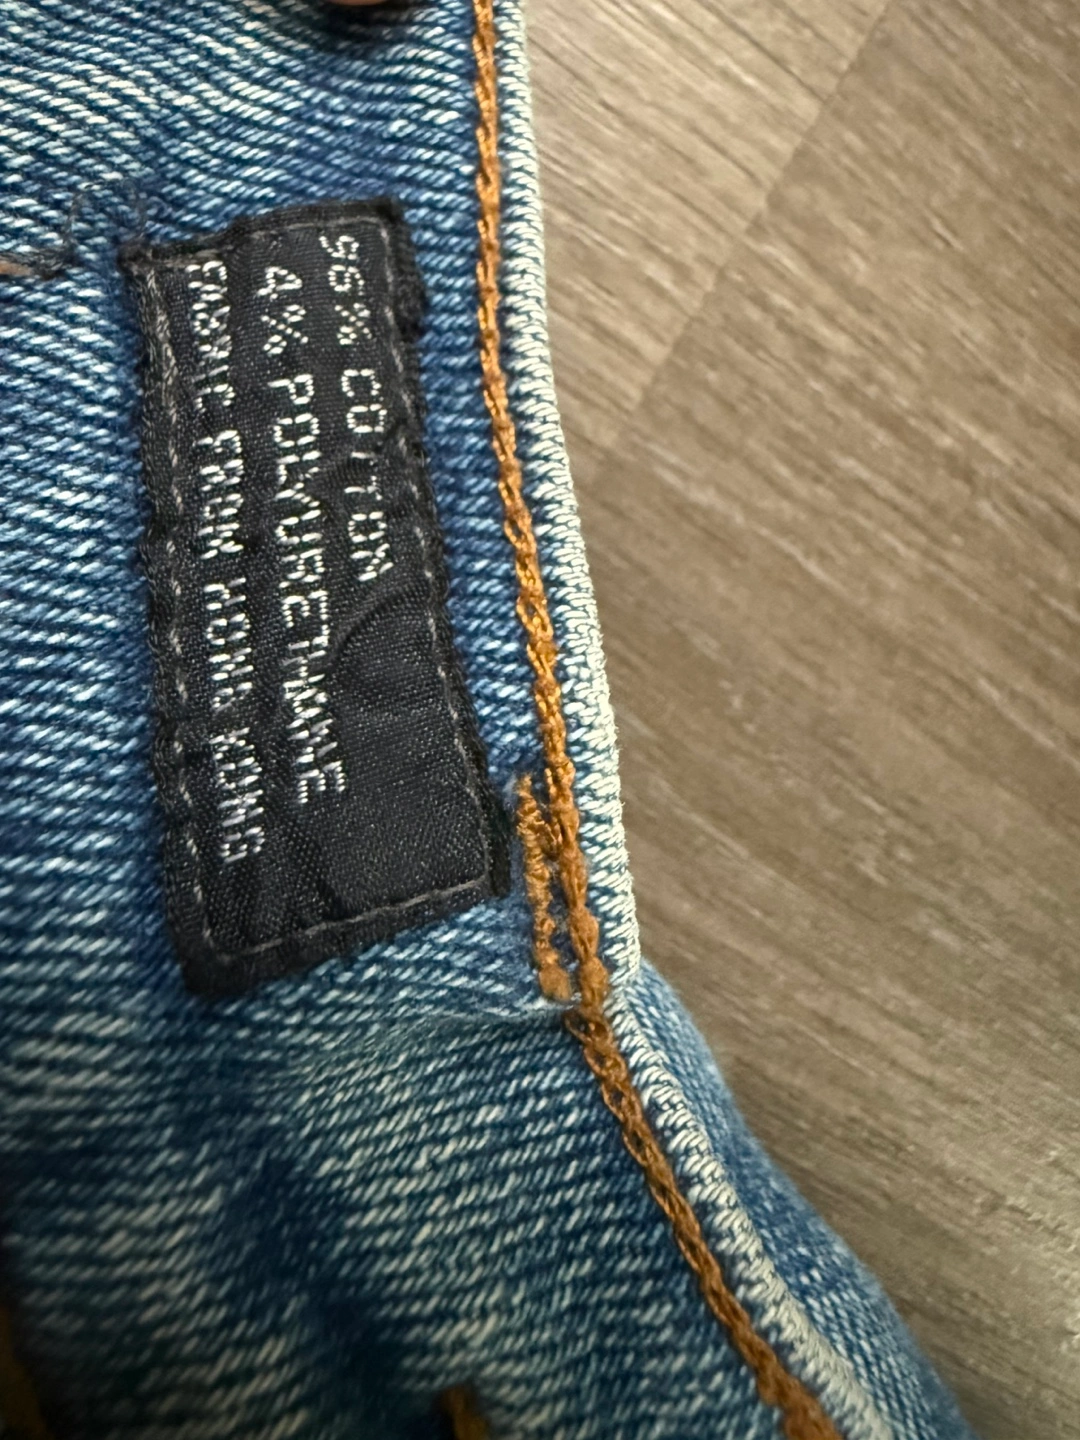 96% COTTON
4% POLYURETHANE
FABRIC FROM HONG KONG